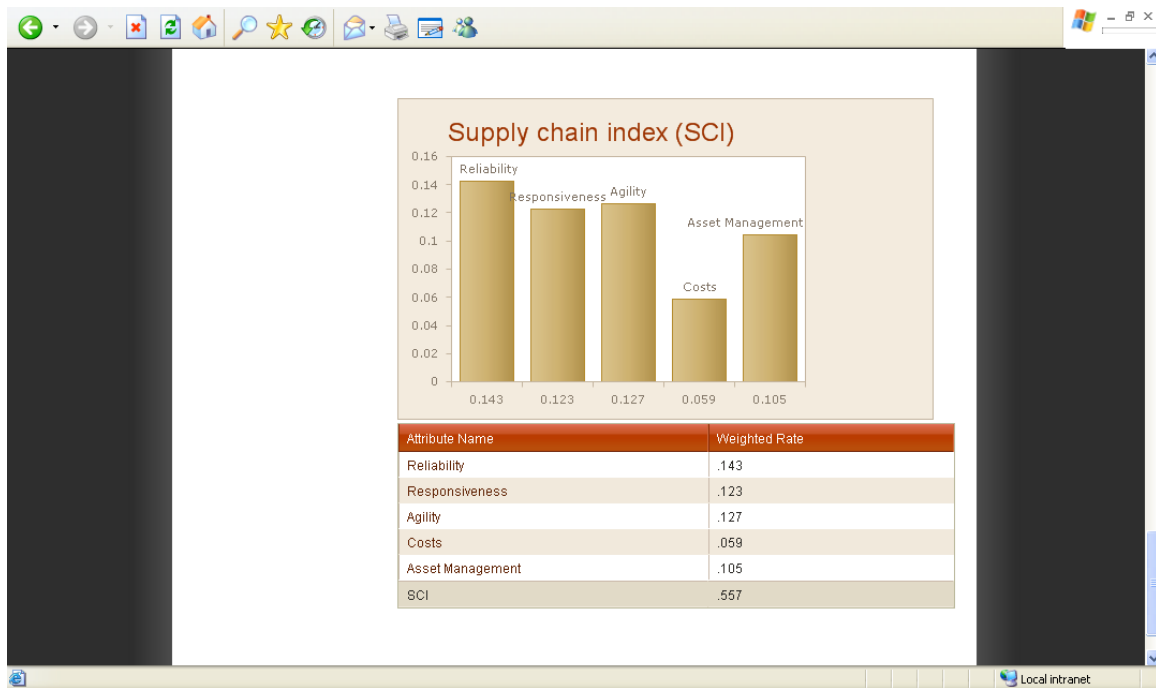 Supply chain index (SCI)
0.16
Reliability
0.14
Responsiveness
Agility
0.12
Asset Management
0.1
0.08
Costs
0.06
0.04
0.02
0
0.143 0.123 0.127 0.059 0.105
Attribute Name Weighted Rate
Reliability .143
Responsiveness .123
Agility .127
Costs .059
Asset Management .105
SCI .557
Local intranet